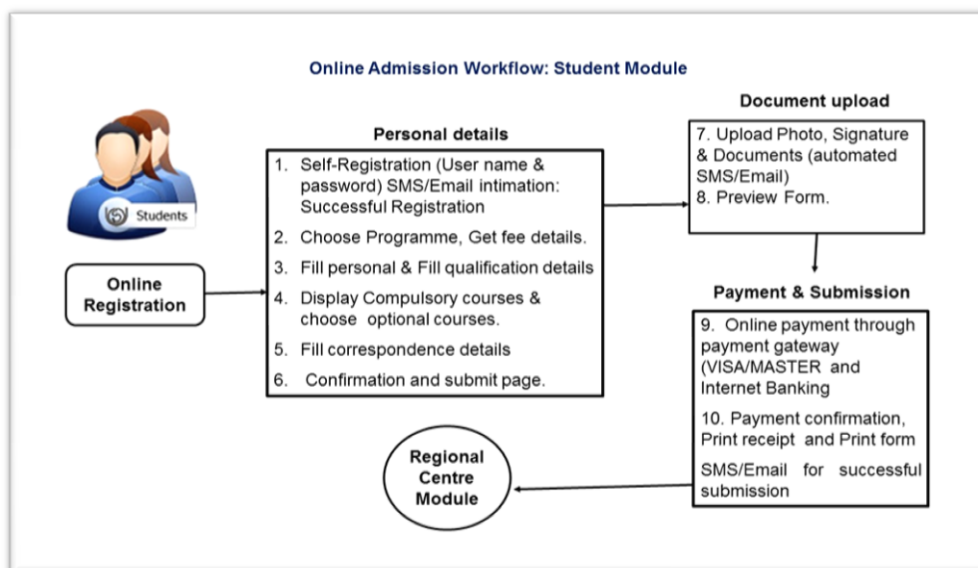 Online Admission Workflow: Student Module
Students
Online
Registration
Personal details
1. Self-Registration (User name &
password) SMS/Email intimation:
Successful Registration
2. Choose Programme, Get fee details.
3. Fill personal & Fill qualification details
4. Display Compulsory courses &
choose optional courses.
5. Fill correspondence details
6. Confirmation and submit page.
Document upload
7. Upload Photo, Signature
& Documents (automated
SMS/Email)
8. Preview Form.
Payment & Submission
9. Online payment through
payment gateway
(VISA/MASTER and
Internet Banking
10. Payment confirmation,
Print receipt and Print form
SMS/Email for successful
submission
Regional
Centre
Module